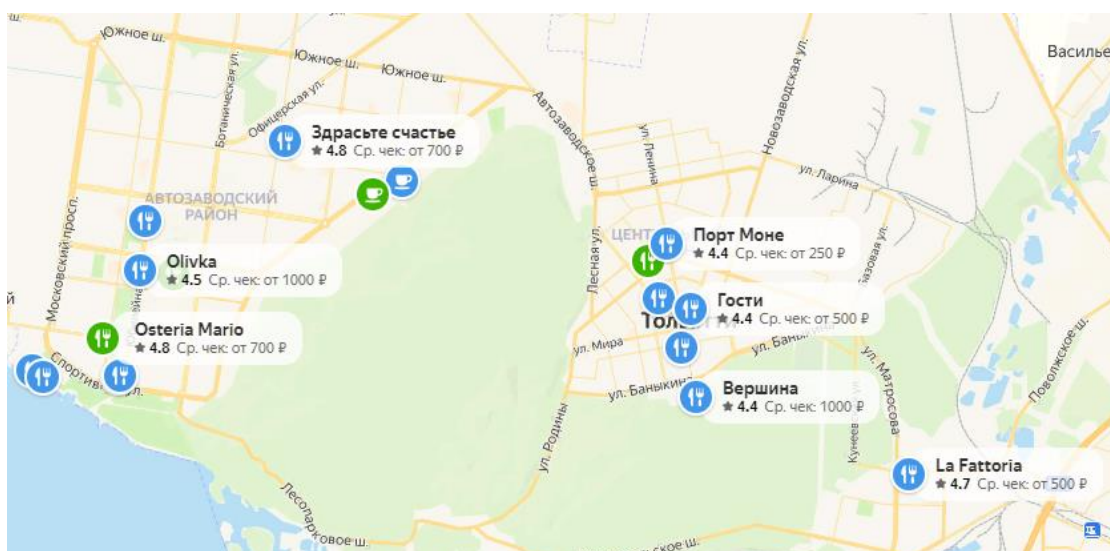 Южное ш.
Южное ш.
Южное ш.
Василье
Ботаническая ул.
Офицерская ул.
Автозаводское ш.
ул. Ленина
Новозаводская ул.
ул. Ларина
Здрасьте счастье
★ 4.8 Ср. чек: от 700 ₽
АВТОЗАВОДСКИЙ
РАЙОН
Московский просп.
Лесная ул.
ЦЕНТ
Порт Моне
★ 4.4 Ср. чек: от 250 ₽
Olivka
★ 4.5 Ср. чек: от 1000 ₽
Гости
★ 4.4 Ср. чек: от 500 ₽
Osteria Mario
★ 4.8 Ср. чек: от 700 ₽
ул. Мира
ул. Баныкина
Поволжское ш.
ул. Баныкина
Вершина
★ 4.4 Ср. чек: 1000 ₽
ул. Матросова
ул. Родины
La Fattoria
★ 4.7 Ср. чек: от 500 ₽
Лесопарковое ш.